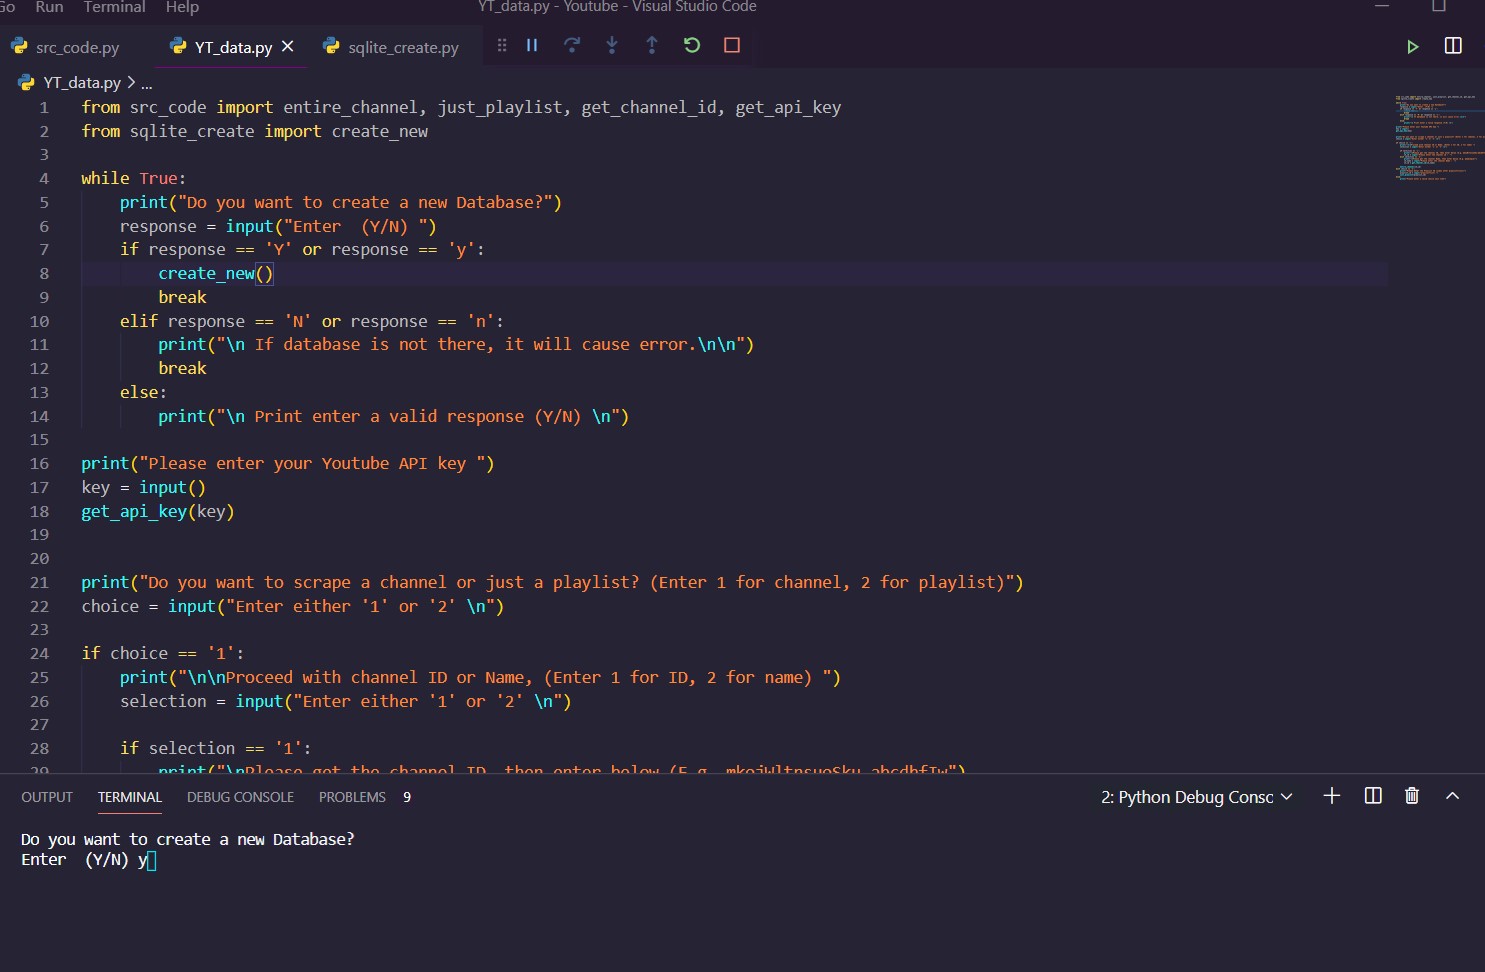 Go Run Terminal Help YT_data.py - Youtube - Visual Studio Code
src_code.py YT_data.py sqlite_create.py
YT_data.py > ...
1 from src_code import entire_channel, just_playlist, get_channel_id, get_api_key
2 from sqlite_create import create_new
3
4 while True:
5 print("Do you want to create a new Database?")
6 response = input("Enter  (Y/N) ")
7 if response == 'Y' or response == 'y':
8 create_new()
9 break
10 elif response == 'N' or response == 'n':
11 print("\n If database is not there, it will cause error.\n\n")
12 break
13 else:
14 print("\n Print enter a valid response (Y/N) \n")
15
16 print("Please enter your Youtube API key ")
17 key = input()
18 get_api_key(key)
19
20
21 print("Do you want to scrape a channel or just a playlist? (Enter 1 for channel, 2 for playlist)")
22 choice = input("Enter either '1' or '2' \n")
23
24 if choice == '1':
25 print("\n\nProceed with channel ID or Name, (Enter 1 for ID, 2 for name) ")
26 selection = input("Enter either '1' or '2' \n")
27
28 if selection == '1':
29 print("\nPlease get the channel ID, then enter below (E.g.
OUTPUT TERMINAL DEBUG CONSOLE PROBLEMS 9 2: Python Debug Consc
Do you want to create a new Database?
Enter  (Y/N) y